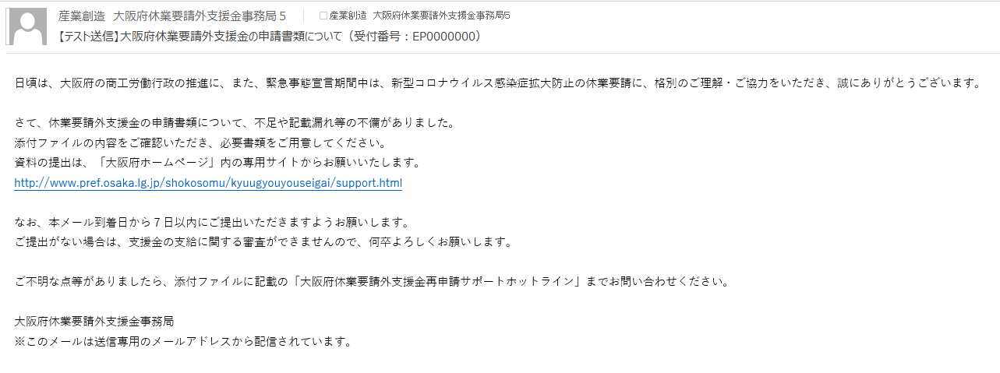 産業創造　大阪府休業要請外支援金事務局５
□産業創造　大阪府休業要請外支援金事務局5
【テスト送信】大阪府休業要請外支援金の申請書類について（受付番号：EP0000000）
日頃は、大阪府の商工労働行政の推進に、また、緊急事態宣言期間中は、新型コロナウイルス感染症拡大防止の休業要請に、格別のご理解・ご協力をいただき、誠にありがとうございます。
さて、休業要請外支援金の申請書類について、不足や記載漏れ等の不備がありました。
添付ファイルの内容をご確認いただき、必要書類をご用意してください。
資料の提出は、「大阪府ホームページ」内の専用サイトからお願いいたします。
http://www.pref.osaka.lg.jp/shokosomu/kyuugyouyouseigai/support.html
なお、本メール到着日から７日以内にご提出いただきますようお願いします。
ご提出がない場合は、支援金の支給に関する審査ができませんので、何卒よろしくお願いします。
ご不明な点等がありましたら、添付ファイルに記載の「大阪府休業要請外支援金再申請サポートホットライン」までお問い合わせください。
大阪府休業要請外支援金事務局
※このメールは送信専用のメールアドレスから配信されています。